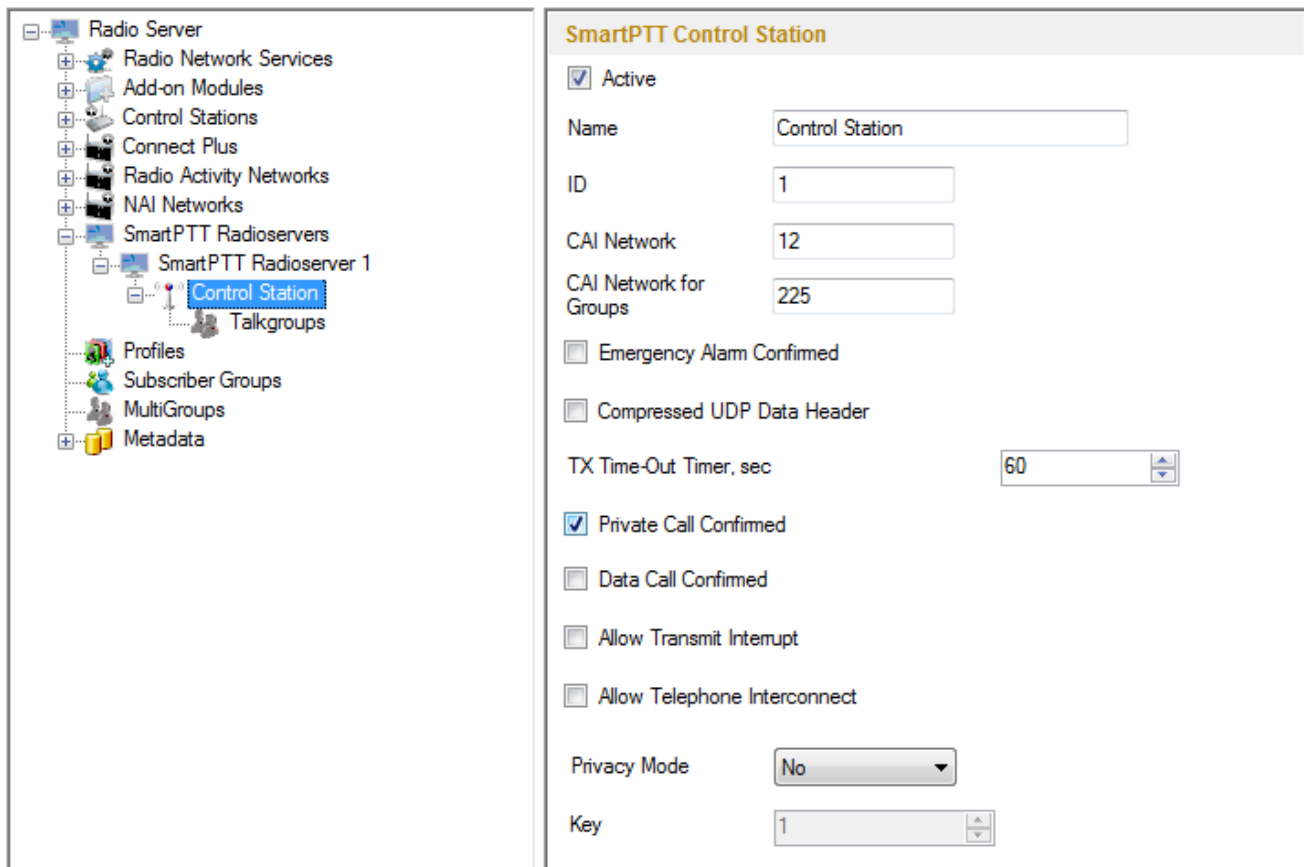 Radio Server
Radio Network Services
Add-on Modules
Control Stations
Connect Plus
Radio Activity Networks
NAI Networks
SmartPTT Radioservers
SmartPTT Radioserver 1
Control Station
Talkgroups
Profiles
Subscriber Groups
MultiGroups
Metadata
SmartPTT Control Station
Active
Name Control Station
ID 1
CAI Network 12
CAI Network for
Groups 225
Emergency Alarm Confirmed
Compressed UDP Data Header
TX Time-Out Timer, sec 60
Private Call Confirmed
Data Call Confirmed
Allow Transmit Interrupt
Allow Telephone Interconnect
Privacy Mode No
Key 1